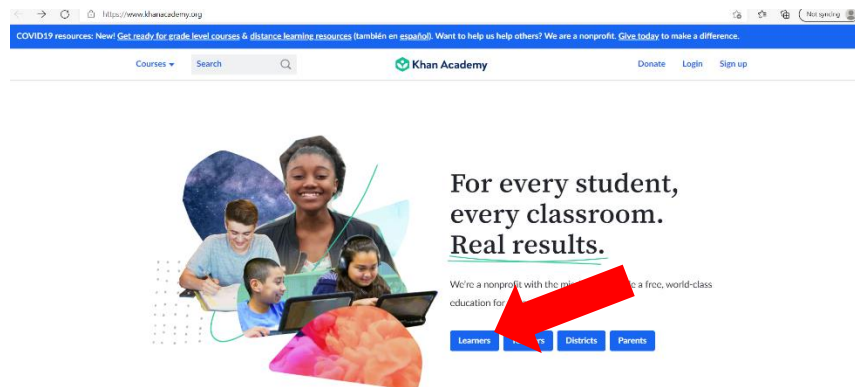 https://www.khanacademy.org
Not syncing
COVID19 resources: New! Get ready for grade level courses & distance learning resources (también en español). Want to help us help others? We are a nonprofit. Give today to make a difference.
Courses Search Khan Academy Donate Login Sign up
For every student,
every classroom.
Real results.
We're a nonprofit with the a free, world-class
education for
Learners Districts Parents